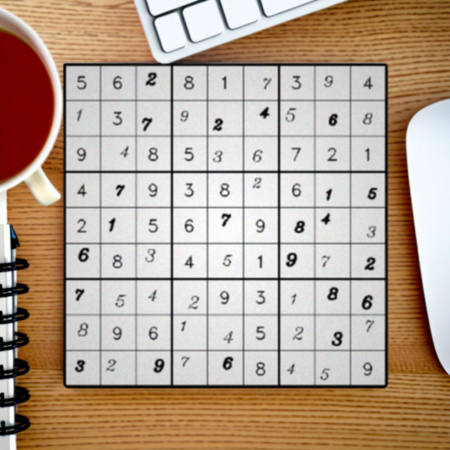 5 6 2 8 1 7 3 9 4
1 3 7 9 2 4 5 6 8
9 4 8 5 3 6 7 2 1
4 7 9 3 8 2 6 1 5
2 1 5 6 7 9 8 4 3
6 8 3 4 5 1 9 7 2
7 5 4 2 9 3 1 8 6
8 9 6 1 4 5 2 3 7
3 2 9 7 6 8 4 5 9